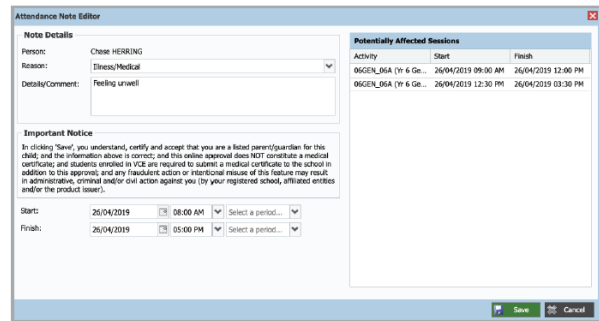 Attendance Note Editor
Note Details
Person: Chase HERRING
Reason: Illness/Medical
Details/Comment: Feeling unwell
Important Notice
In clicking 'Save', you understand, certify and accept that you are a listed parent/guardian for this
child; and the information above is correct; and this online approval does NOT constitute a medical
certificate; and students enrolled in VCE are required to submit a medical certificate to the school in
addition to this approval; and any fraudulent action or intentional misuse of this feature may result
in administrative, criminal and/or civil action against you (by your registered school, affiliated entities
and/or the product issuer).
Start: 26/04/2019 08:00 AM Select a period...
Finish: 26/04/2019 05:00 PM Select a period...
Potentially Affected Sessions
Activity Start Finish
06GEN_06A (Yr 6 Ge... 26/04/2019 09:00 AM 26/04/2019 12:00 PM
06GEN_06A (Yr 6 Ge... 26/04/2019 12:30 PM 26/04/2019 03:30 PM
Save Cancel